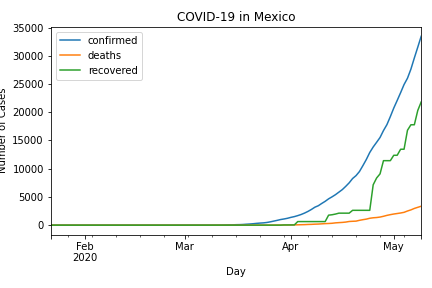 COVID-19 in Mexico
confirmed
deaths
recovered
35000
30000
25000
20000
15000
10000
5000
0
Number of Cases
Feb
2020
Mar
Apr
May
Day